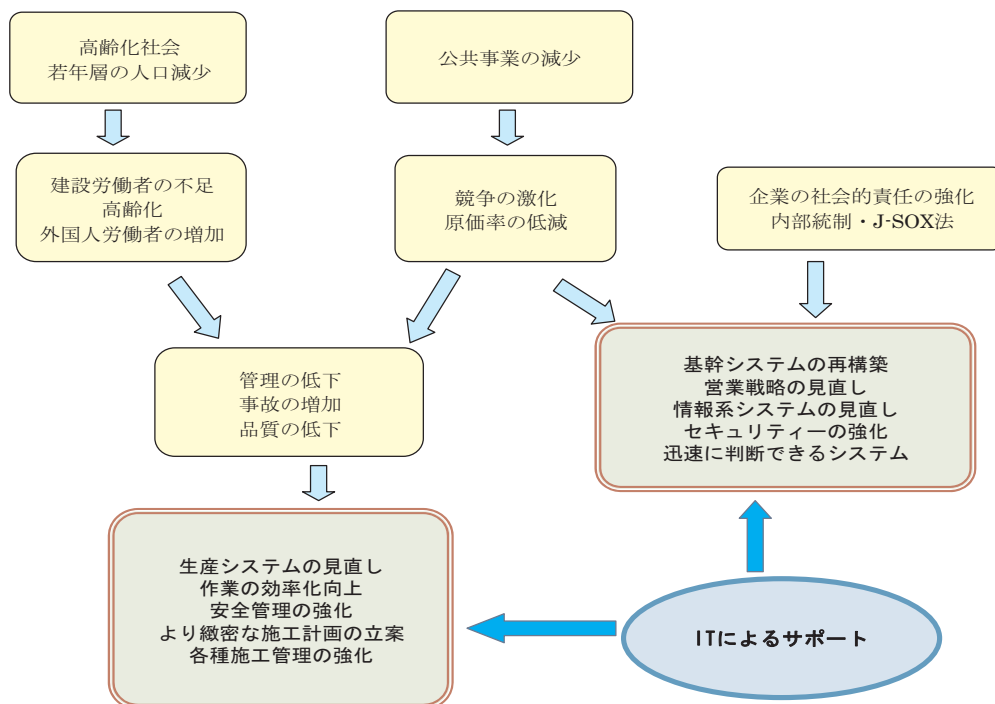 高齢化社会
若年層の人口減少
公共事業の減少
建設労働者の不足
高齢化
外国人労働者の増加
競争の激化
原価率の低減
企業の社会的責任の強化
内部統制・J-SOX法
管理の低下
事故の増加
品質の低下
基幹システムの再構築
営業戦略の見直し
情報系システムの見直し
セキュリティーの強化
迅速に判断できるシステム
生産システムの見直し
作業の効率化向上
安全管理の強化
より緻密な施工計画の立案
各種施工管理の強化
ITによるサポート